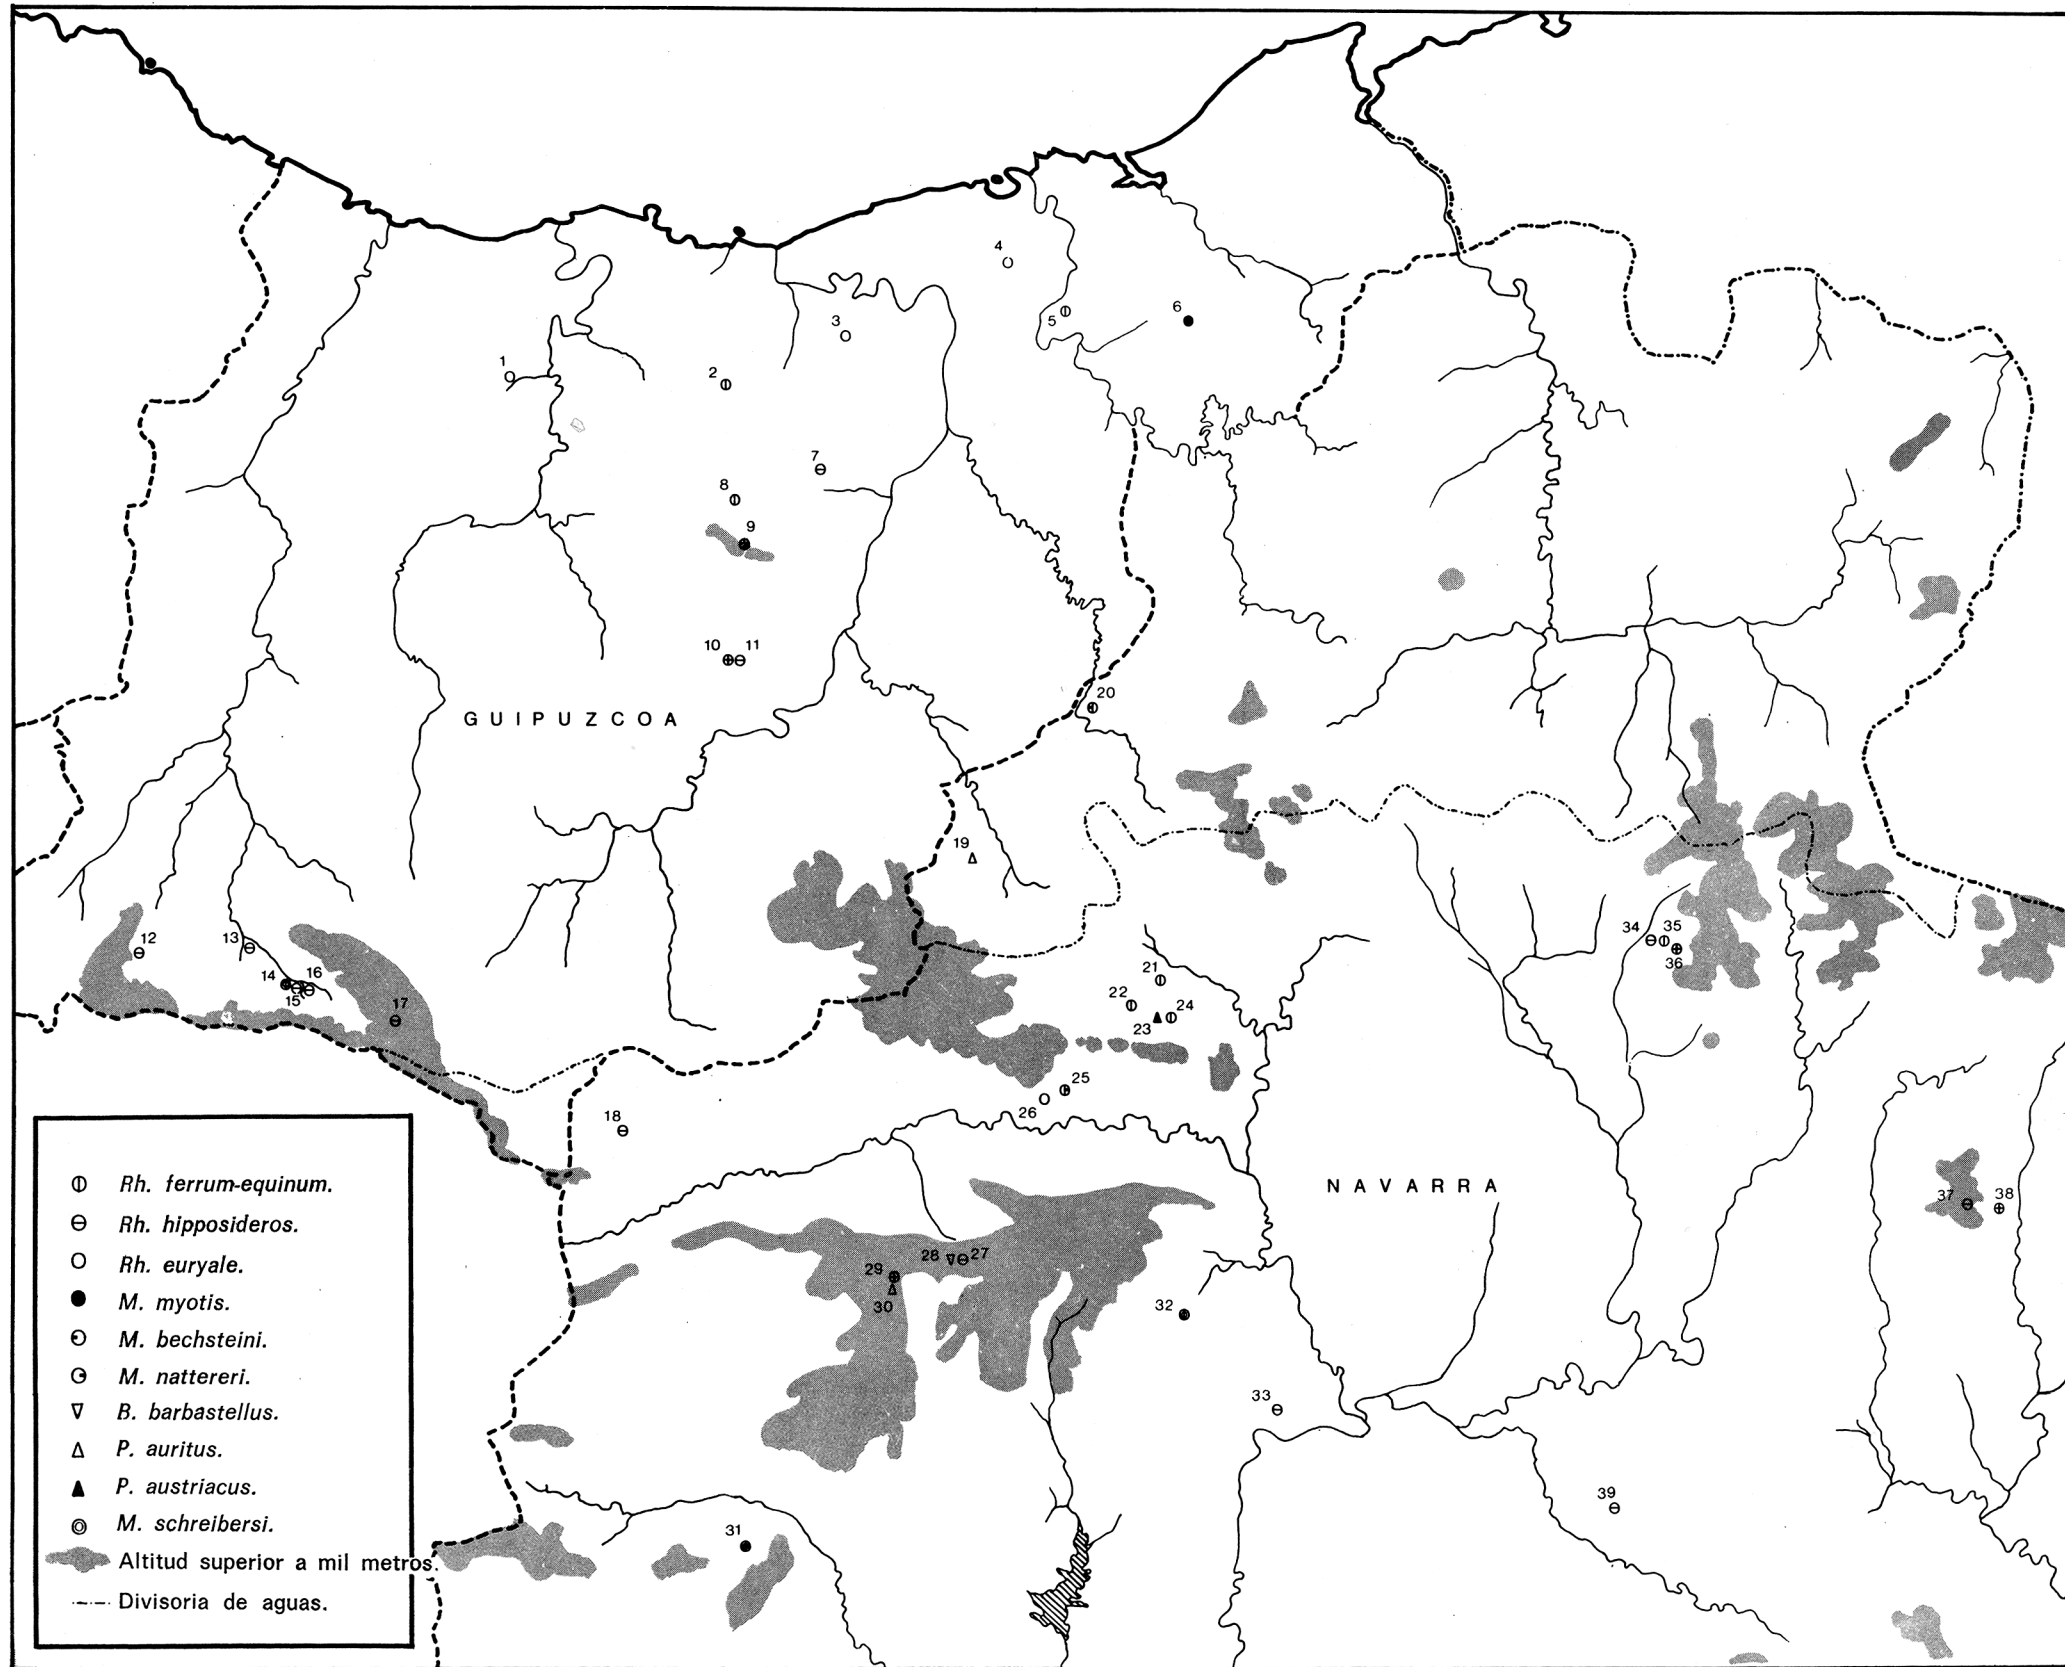 4
6
5
3
1
2
7
8
9
10 11
GUIPUZCOA
20
19
12
13
14
16
15
17
34 35
36
21
22
24
23
25
26
18
NAVARRA
37
38
28
27
29
30
32
33
39
31
Rh. ferrum-equinum.
Rh. hipposideros.
Rh. euryale.
M. myotis.
M. bechsteini.
M. nattereri.
B. barbastellus.
P. auritus.
P. austriacus.
M. schreibersi.
Altitud superior a mil metros.
Divisoria de aguas.